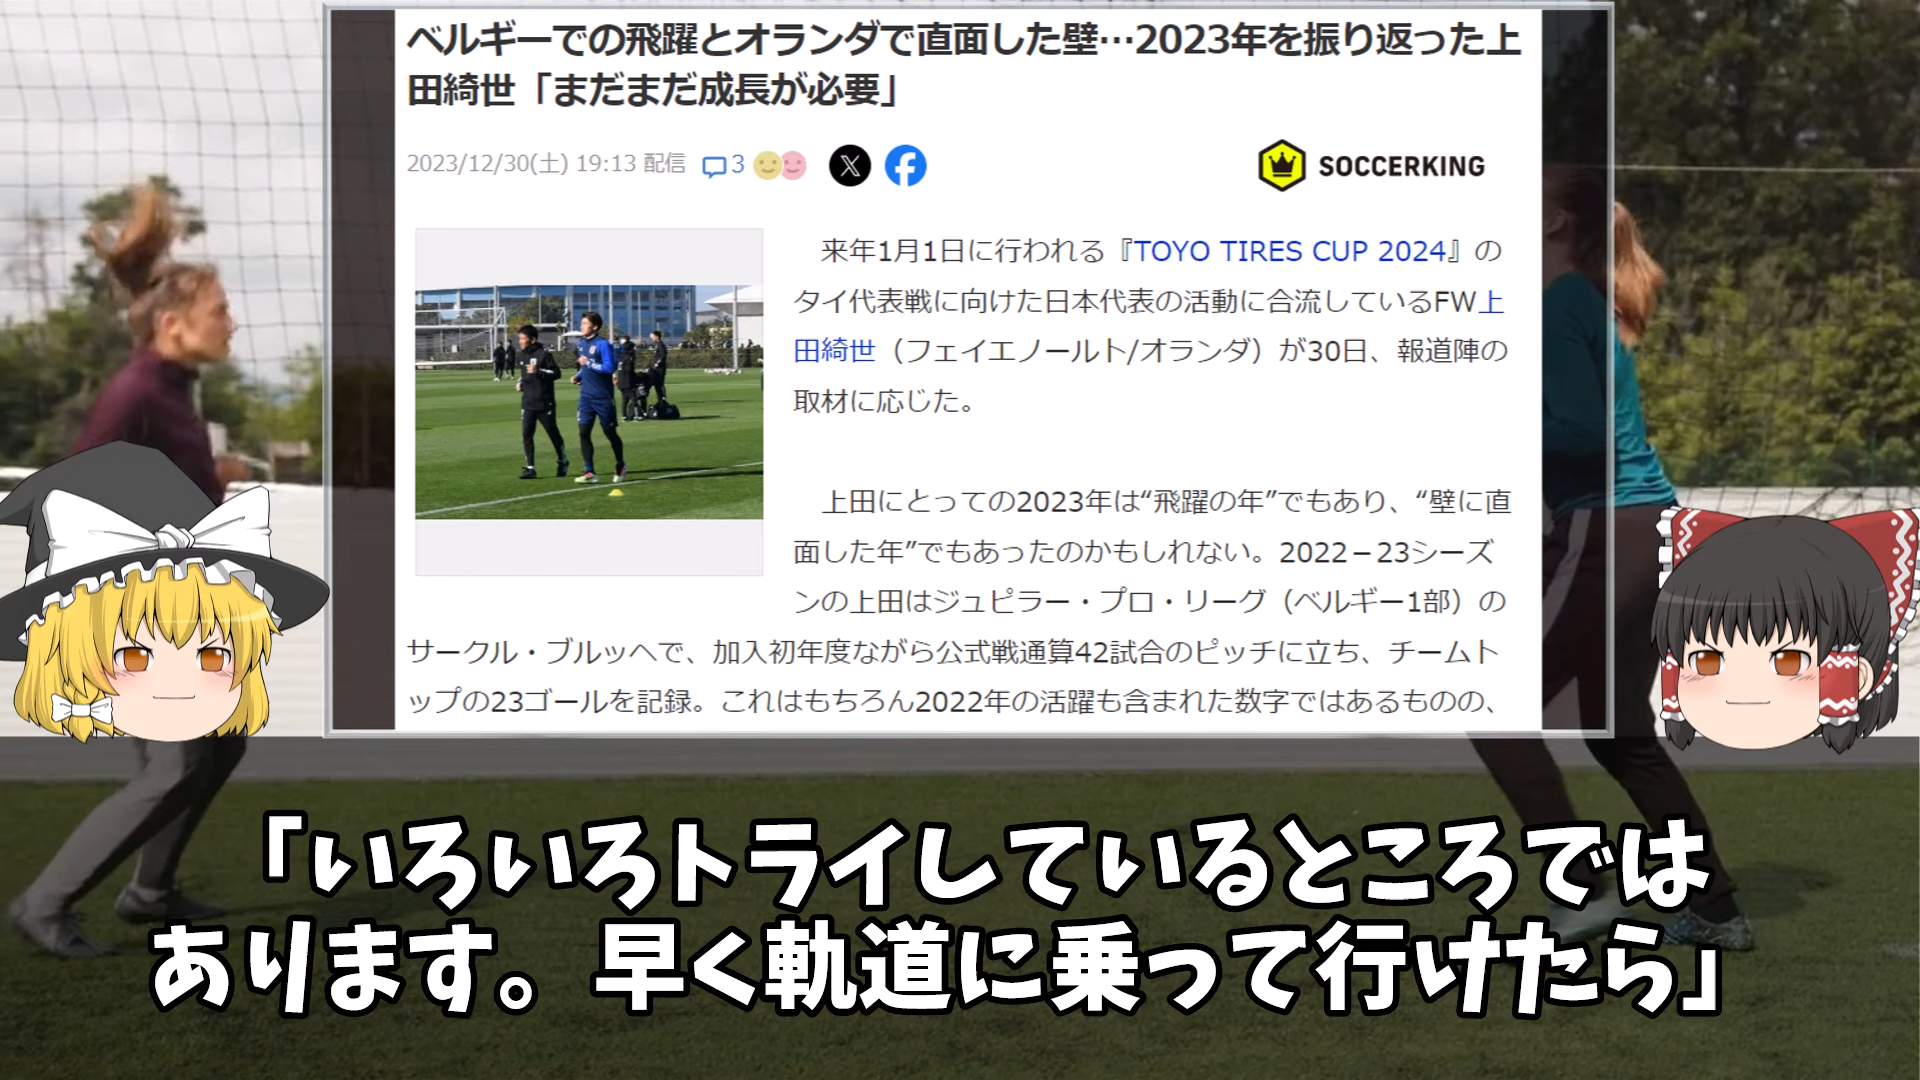 ベルギーでの飛躍とオランダで直面した壁…2023年を振り返った上
田綺世「まだまだ成長が必要」
2023/12/30(土) 19:13 配信 3
SOCCERKING
来年1月1日に行われる『TOYO TIRES CUP 2024』の
タイ代表戦に向けた日本代表の活動に合流しているFW上
田綺世（フェイエノールト/オランダ）が30日、報道陣の
取材に応じた。
上田にとっての2023年は“飛躍の年”でもあり、“壁に直
面した年”でもあったのかもしれない。2022－23シーズ
ンの上田はジュピラー・プロ・リーグ（ベルギー1部）の
サークル・ブルッヘで、加入初年度ながら公式戦通算42試合のピッチに立ち、チームト
ップの23ゴールを記録。これはもちろん2022年の活躍も含まれた数字ではあるものの、
「いろいろトライしているところでは
あります。早く軌道に乗って行けたら」